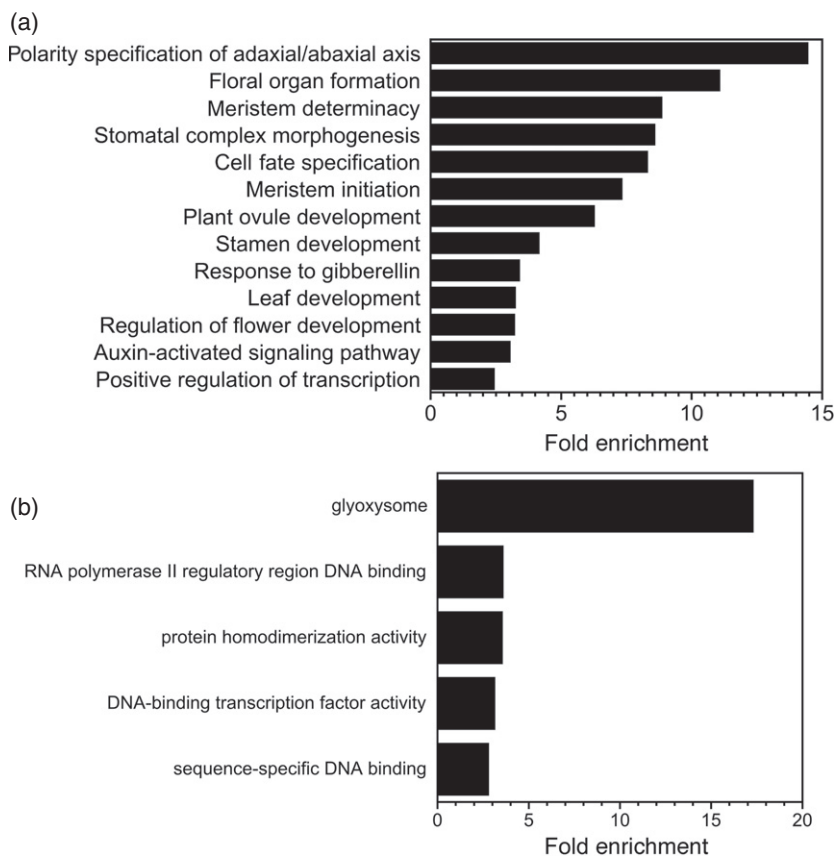 (a)
Polarity specification of adaxial/abaxial axis
Floral organ formation
Meristem determinacy
Stomatal complex morphogenesis
Cell fate specification
Meristem initiation
Plant ovule development
Stamen development
Response to gibberellin
Leaf development
Regulation of flower development
Auxin-activated signaling pathway
Positive regulation of transcription
0 5 10 15
Fold enrichment
(b)
glyoxysome
RNA polymerase II regulatory region DNA binding
protein homodimerization activity
DNA-binding transcription factor activity
sequence-specific DNA binding
0 5 10 15 20
Fold enrichment